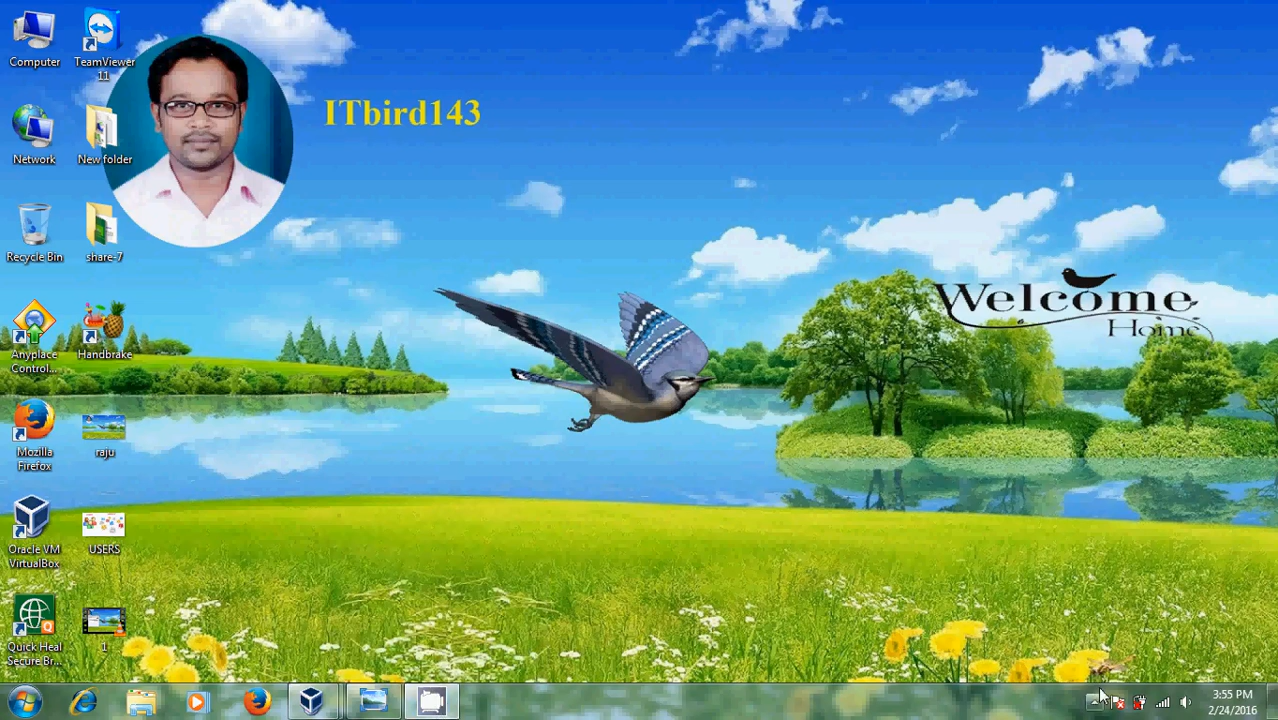 Computer
TeamViewer 11
ITbird143
Network
New folder
Recycle Bin
share-7
Welcome
Home
Anyplace Control...
Handbrake
Mozilla Firefox
raju
Oracle VM VirtualBox
USERS
Quick Heal Secure Br...
1
3:55 PM
2/24/2016